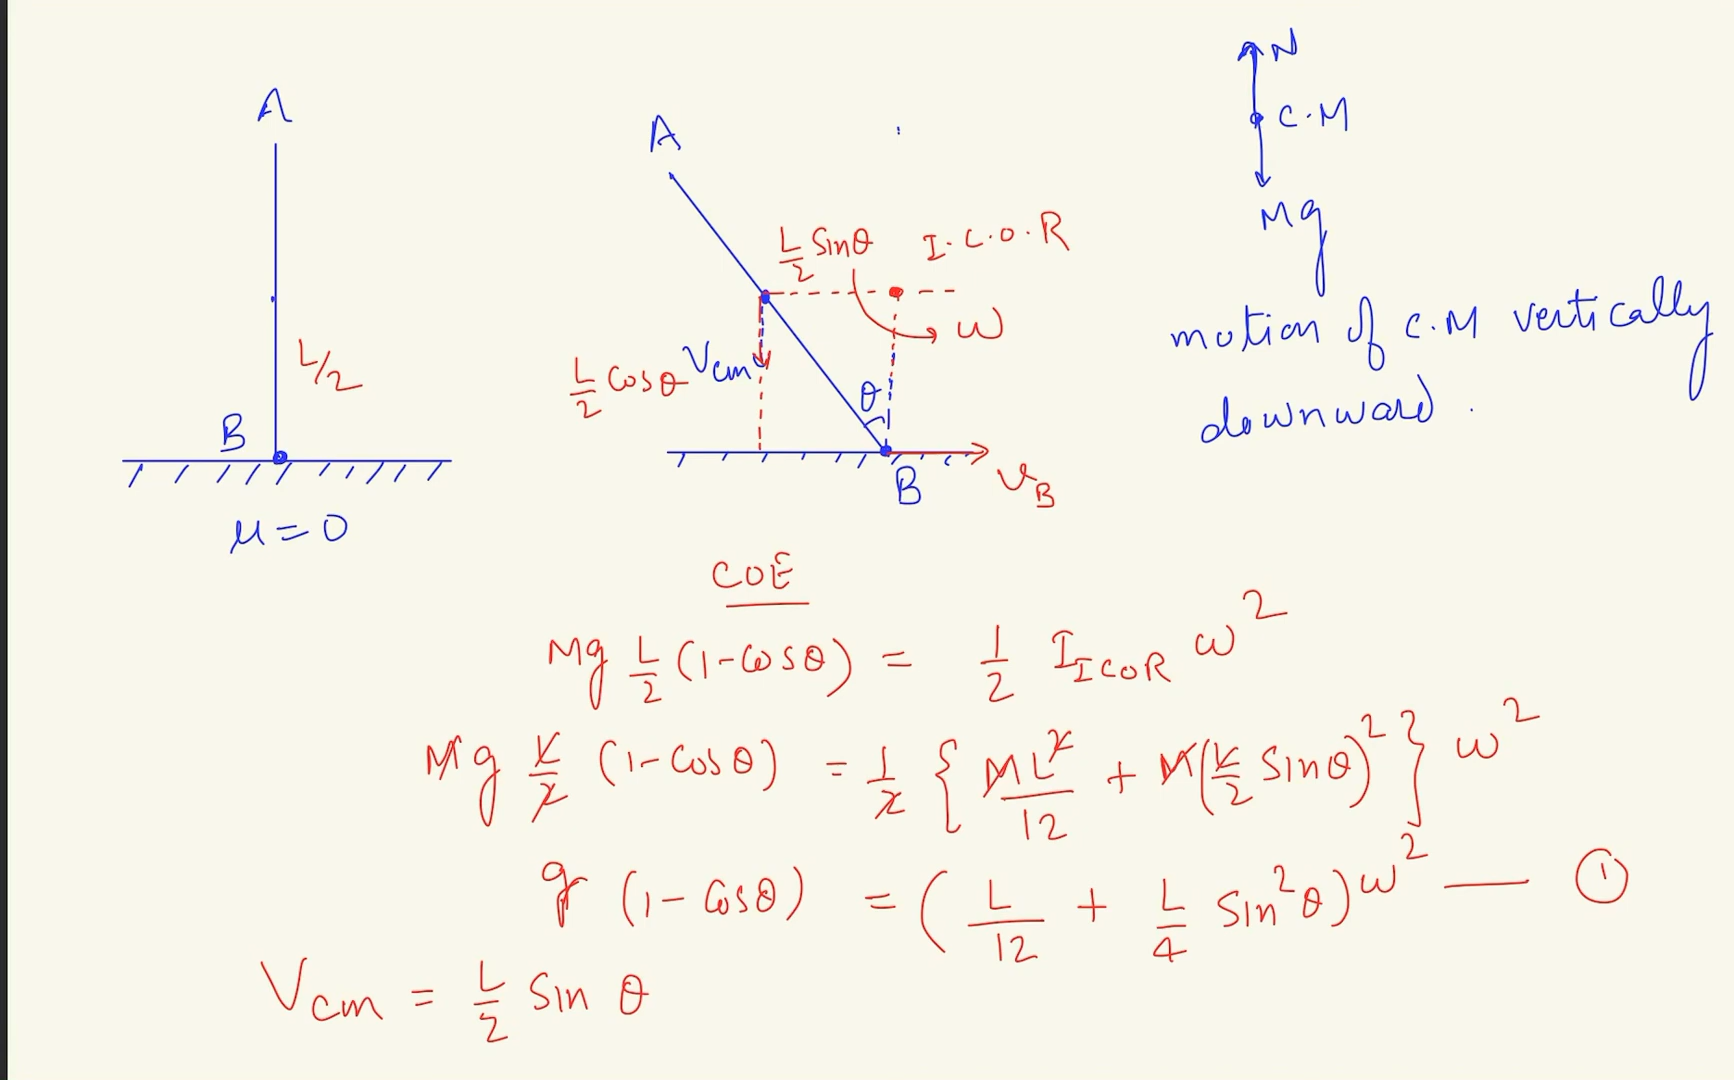 A
L/2
B
μ = 0
A
L/2 Sinθ I.C.O.R
ω
L/2 Cosθ Vcm
θ
B
vB
N
C.M
Mg
motion of C.M vertically
downward.
COE
Mg L/2 (1-Cosθ) = 1/2 I_ICOR ω²
Mg L/2 (1-Cosθ) = 1/2 { ML²/12 + M(L/2 Sinθ)² } ω²
g (1-Cosθ) = ( L/12 + L/4 Sin²θ ) ω² — ①
Vcm = L/2 Sin θ